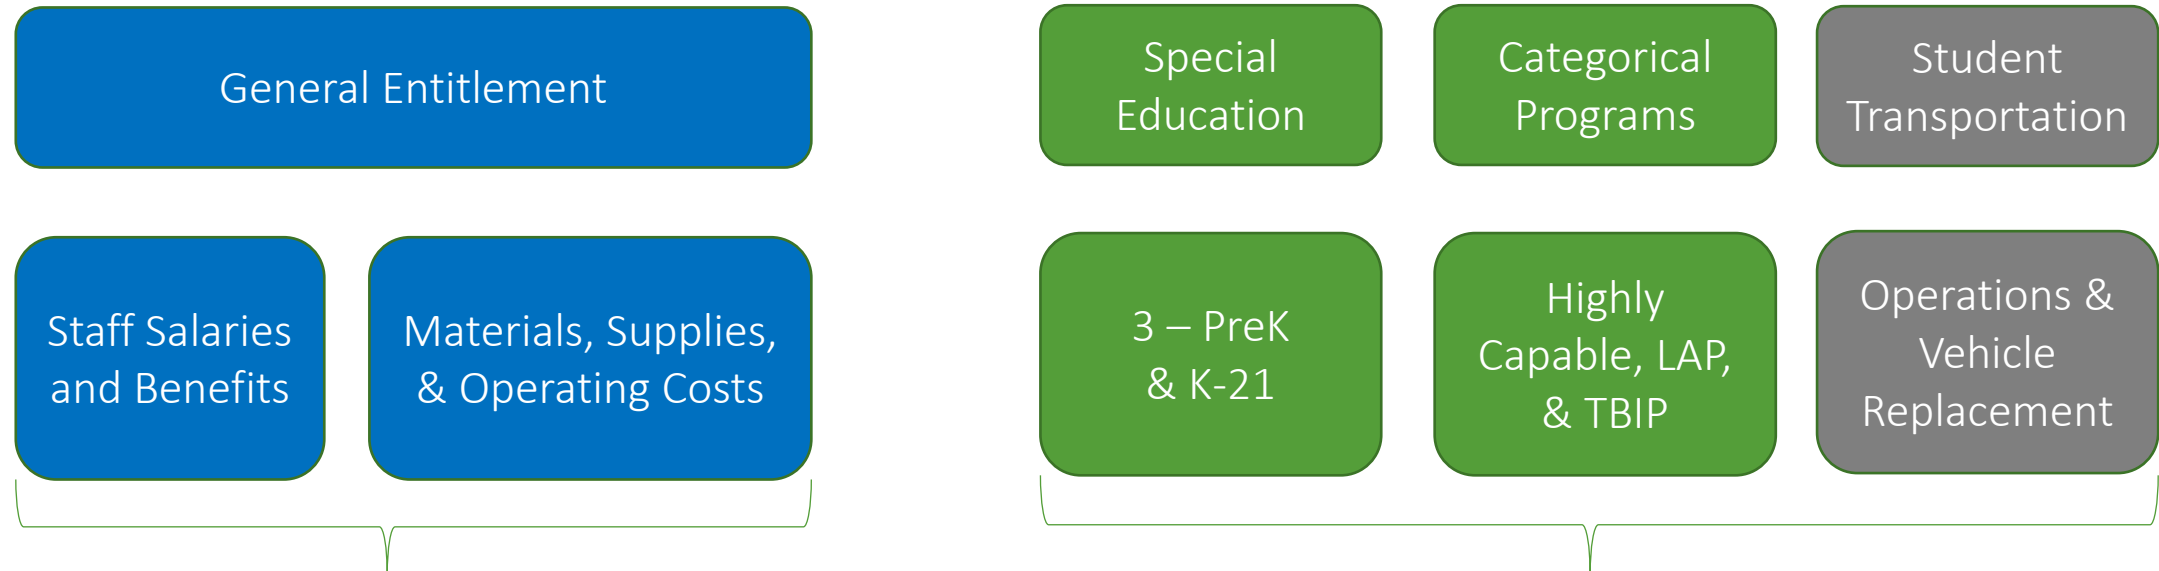 General Entitlement
Special
Education
Categorical
Programs
Student
Transportation
Staff Salaries
and Benefits
Materials, Supplies,
& Operating Costs
3 – PreK
& K-21
Highly
Capable, LAP,
& TBIP
Operations &
Vehicle
Replacement